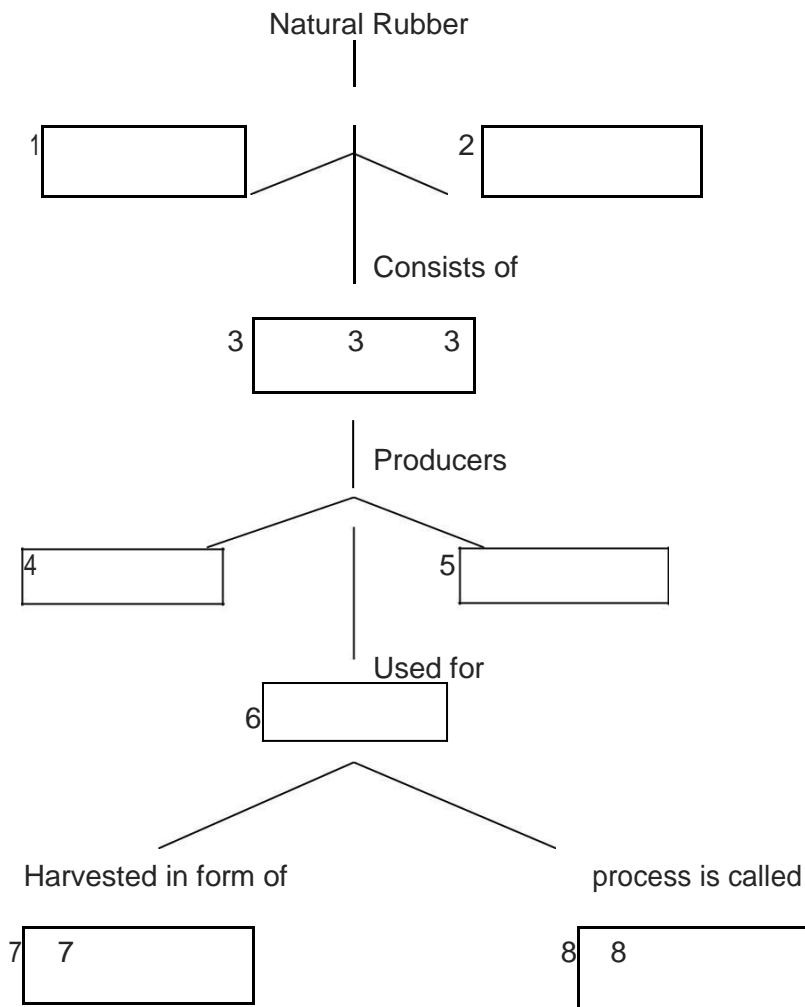 Natural Rubber
1
2
Consists of
3 3 3
Producers
4
5
Used for
6
Harvested in form of
process is called
7 7
8 8